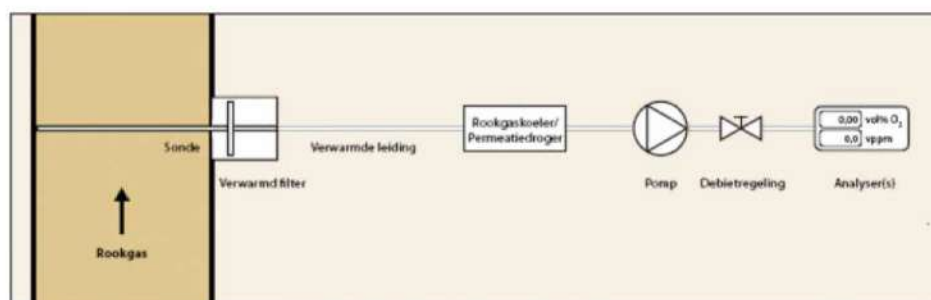 Rookgaskoeler/
Permeatiedroger
0,00 vol% O2
0,0 vppm
Sonde
Verwarmde leiding
Verwarmd filter
Pomp
Debietregeling
Analyser(s)
Rookgas